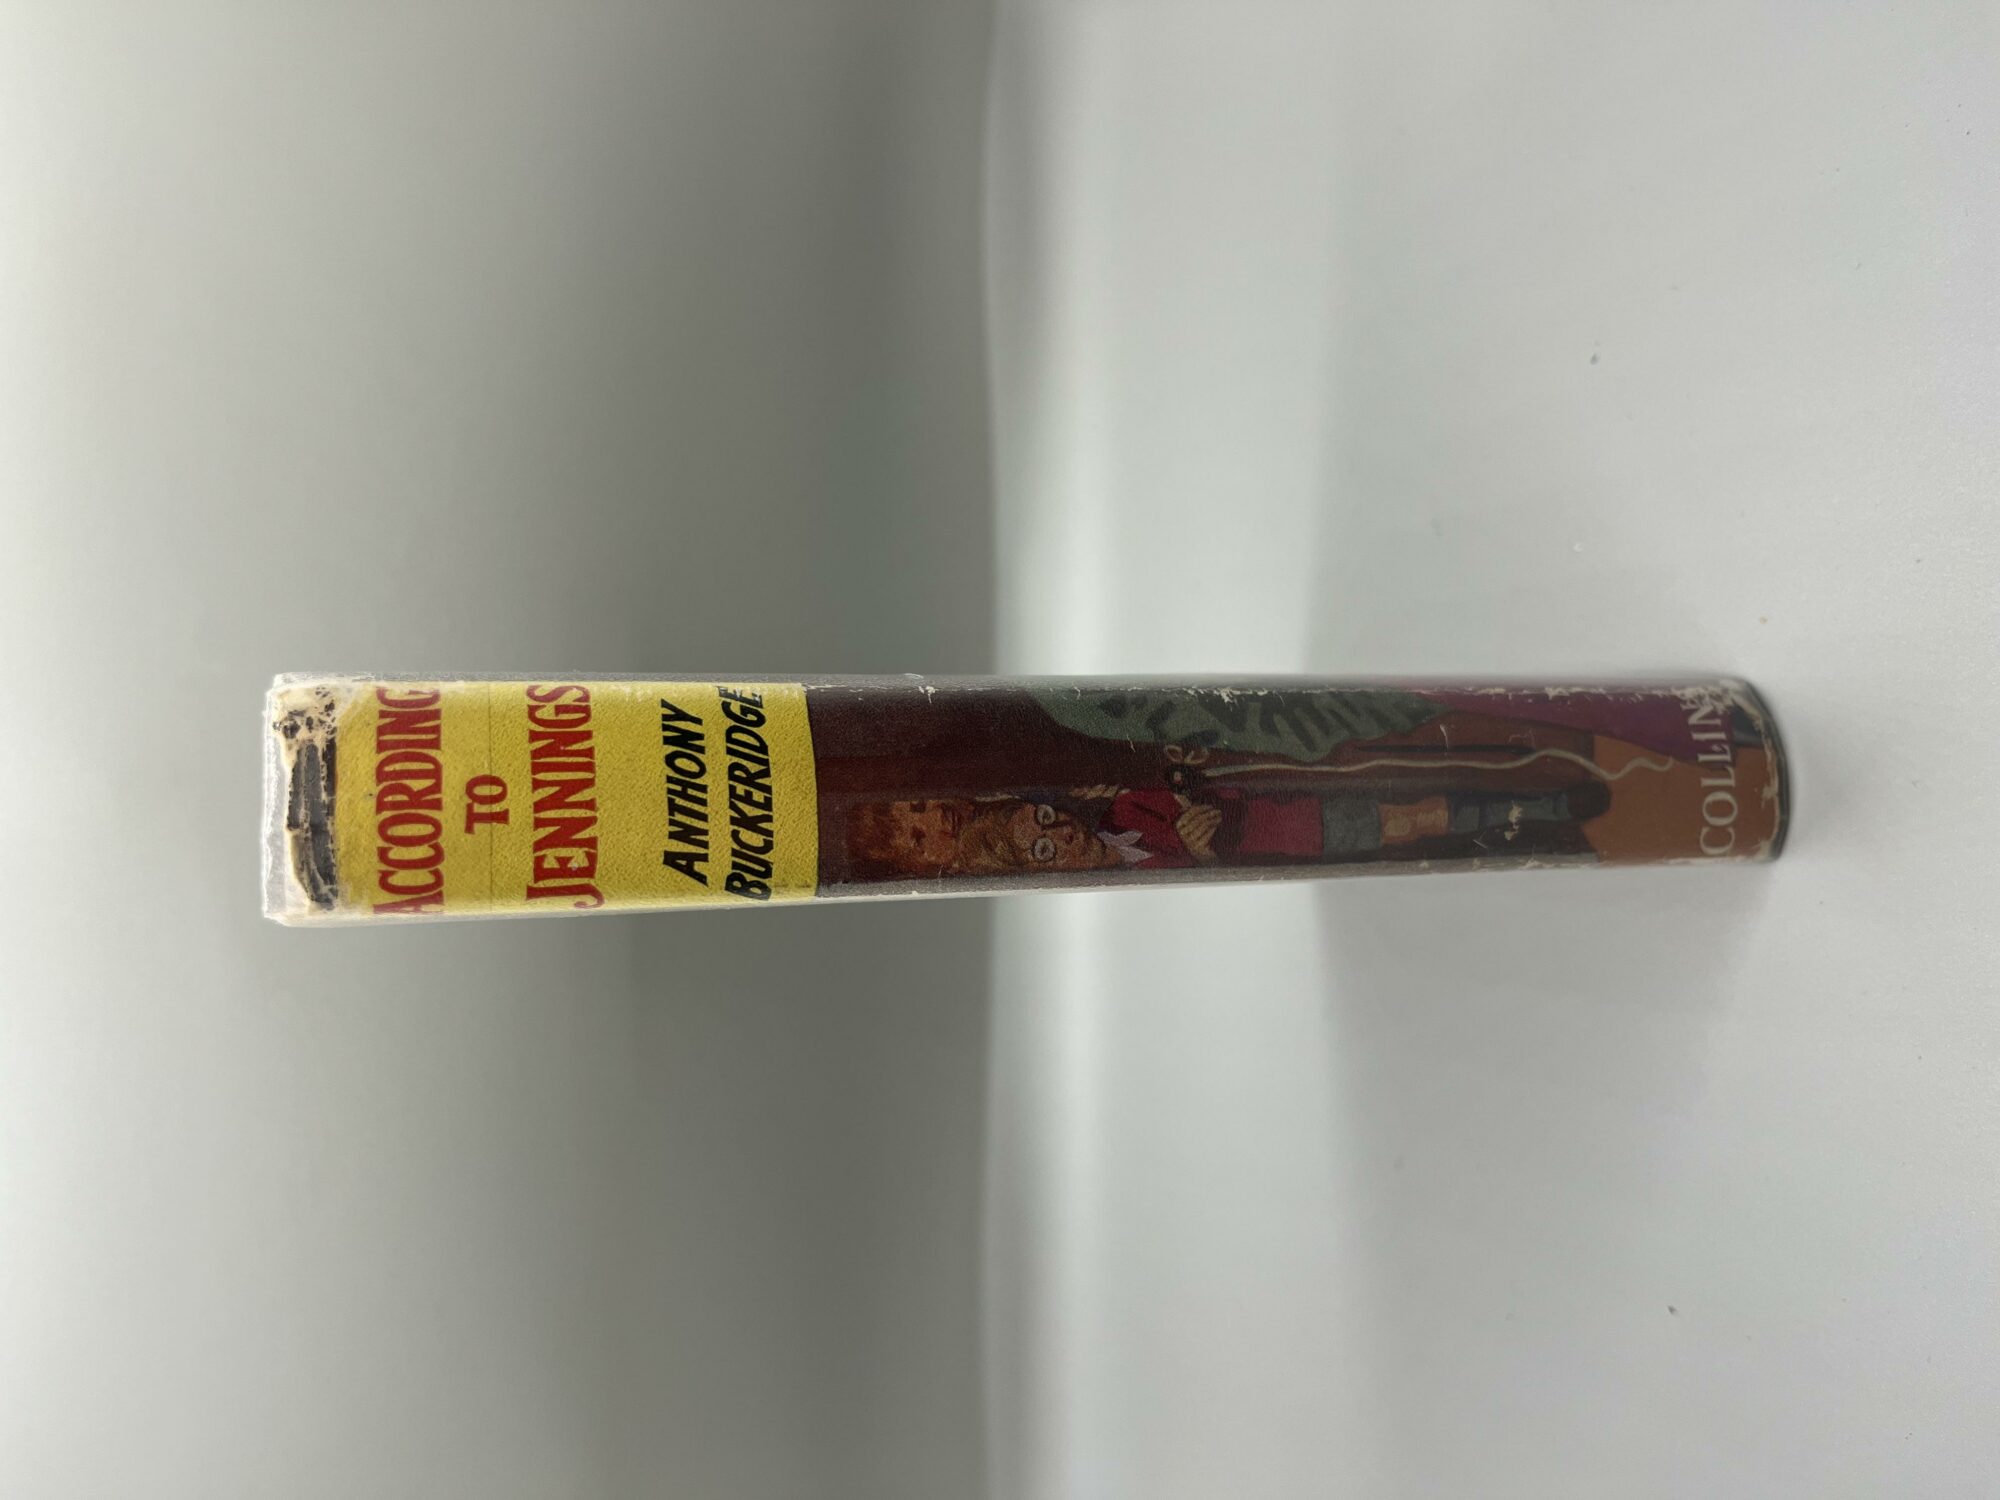 ACCORDING
TO
JENNINGS
ANTHONY
BUCKERIDGE
COLLINS